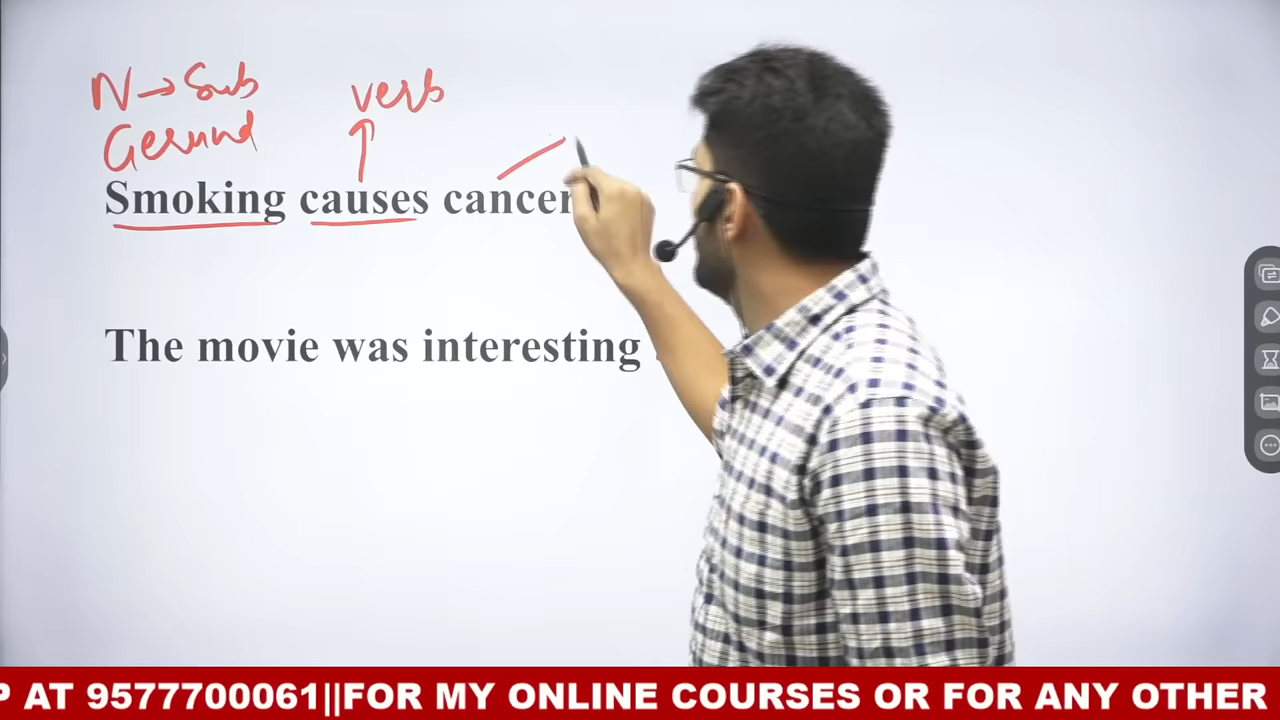 N → Sub verb
Gerund
Smoking causes cancer
The movie was interesting
P AT 9577700061||FOR MY ONLINE COURSES OR FOR ANY OTHER